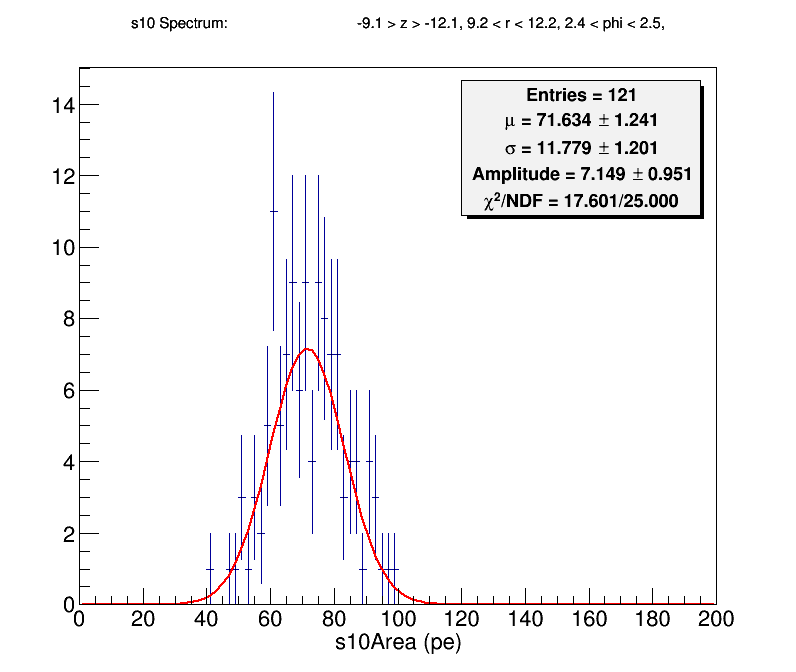 s10 Spectrum: -9.1 > z > -12.1, 9.2 < r < 12.2, 2.4 < phi < 2.5,
Entries = 121
μ = 71.634 ± 1.241
σ = 11.779 ± 1.201
Amplitude = 7.149 ± 0.951
χ²/NDF = 17.601/25.000
14
12
10
8
6
4
2
0
0 20 40 60 80 100 120 140 160 180 200
s10Area (pe)